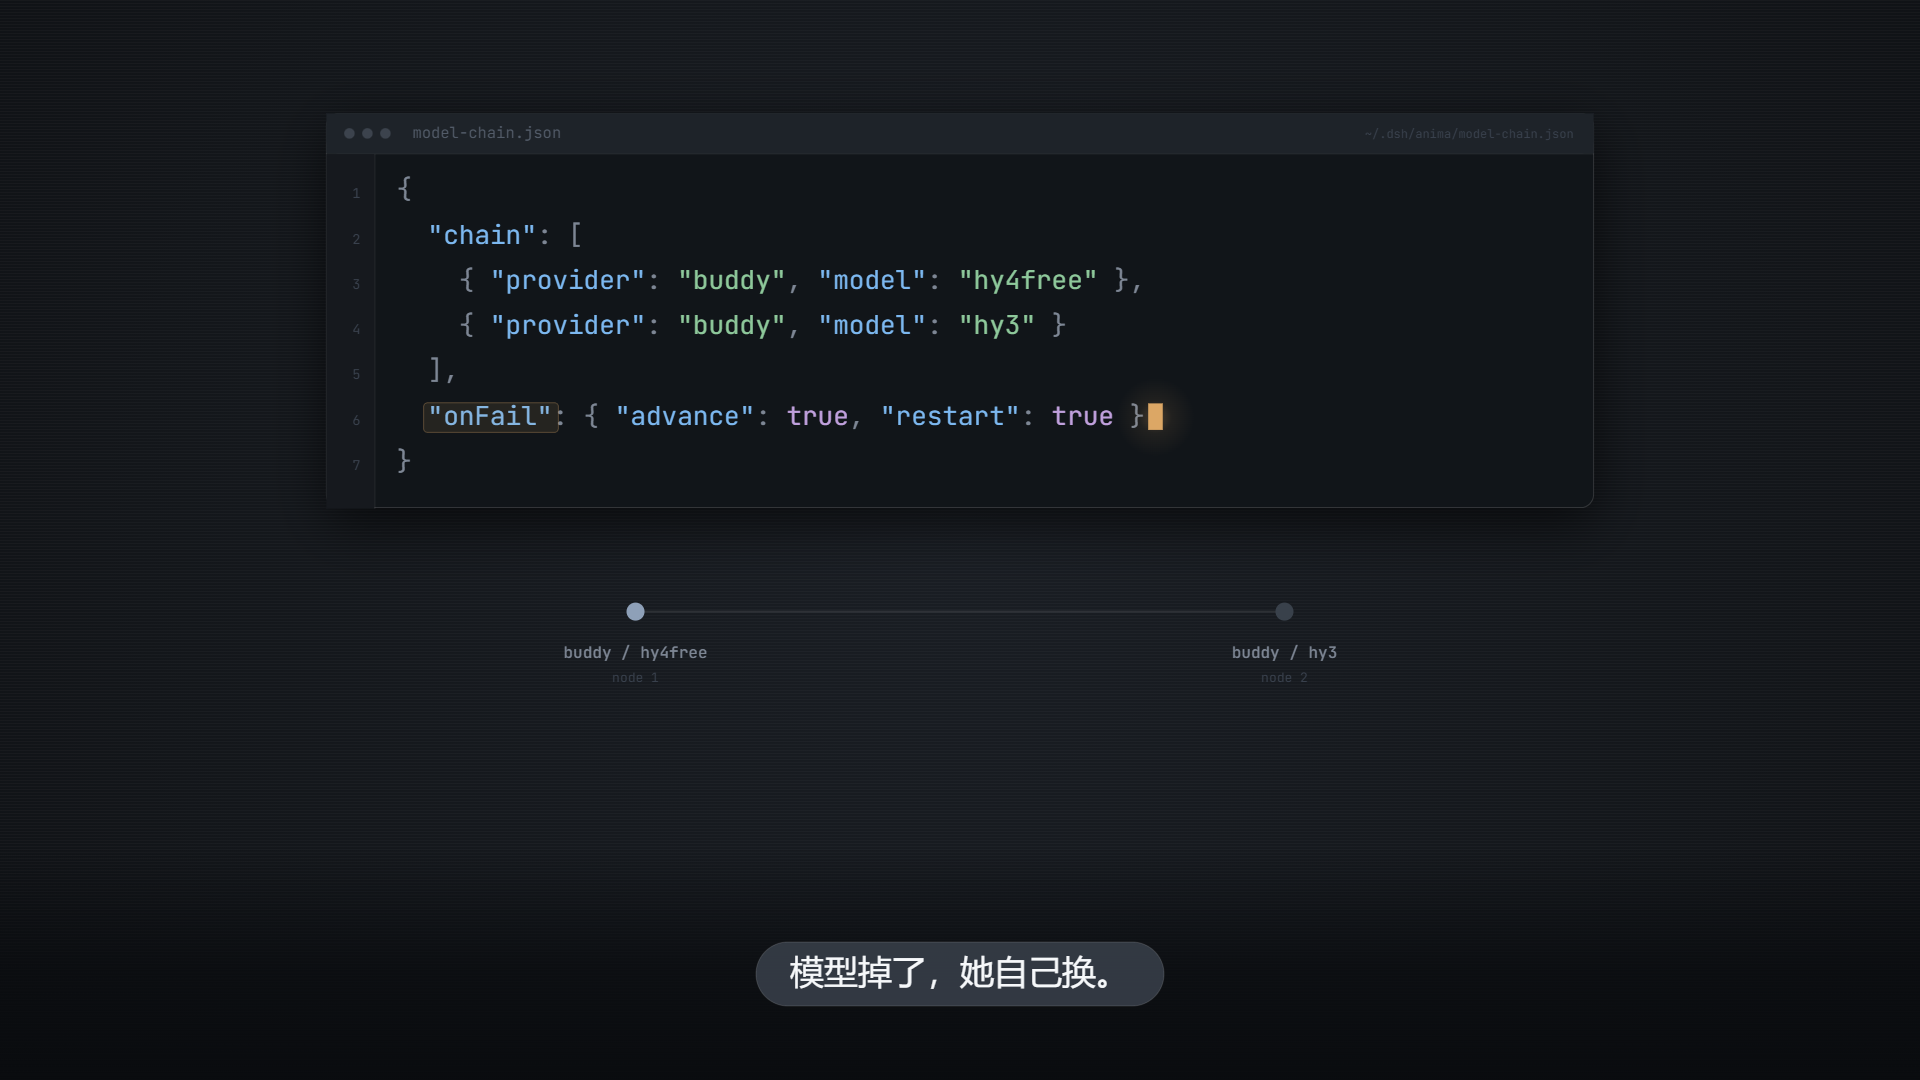 model-chain.json
~/.dsh/anima/model-chain.json
1 {
2 "chain": [
3 { "provider": "buddy", "model": "hy4free" },
4 { "provider": "buddy", "model": "hy3" }
5 ],
6 "onFail": { "advance": true, "restart": true }
7 }
buddy / hy4free
node 1
buddy / hy3
node 2
模型掉了，她自己换。